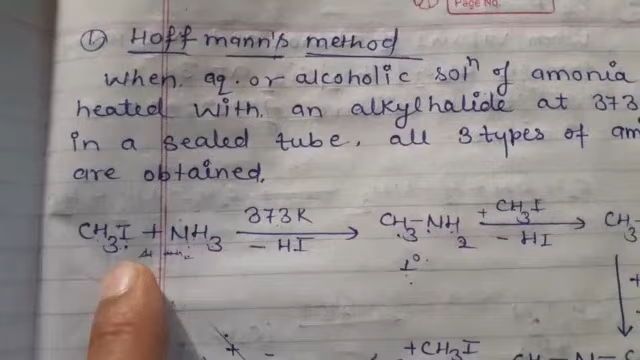 Page No.
① Hoffmann's method
When aq. or alcoholic solⁿ of amonia
heated with an alkylhalide at 373
in a sealed tube, all 3 types of am
are obtained.
CH₃I + NH₃ 373K - HI → CH₃-NH₂ + CH₃I - HI → CH₃
1°
+ - + CH₃I